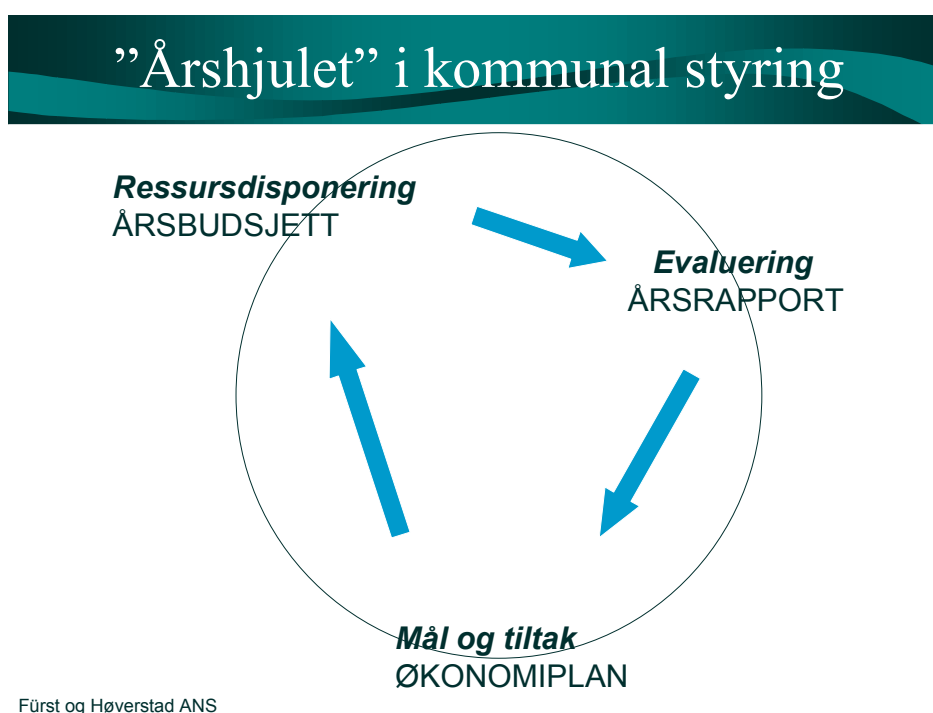 ”Årshjulet” i kommunal styring
Ressursdisponering
ÅRSBUDSJETT
Evaluering
ÅRSRAPPORT
Mål og tiltak
ØKONOMIPLAN
Fürst og Høverstad ANS